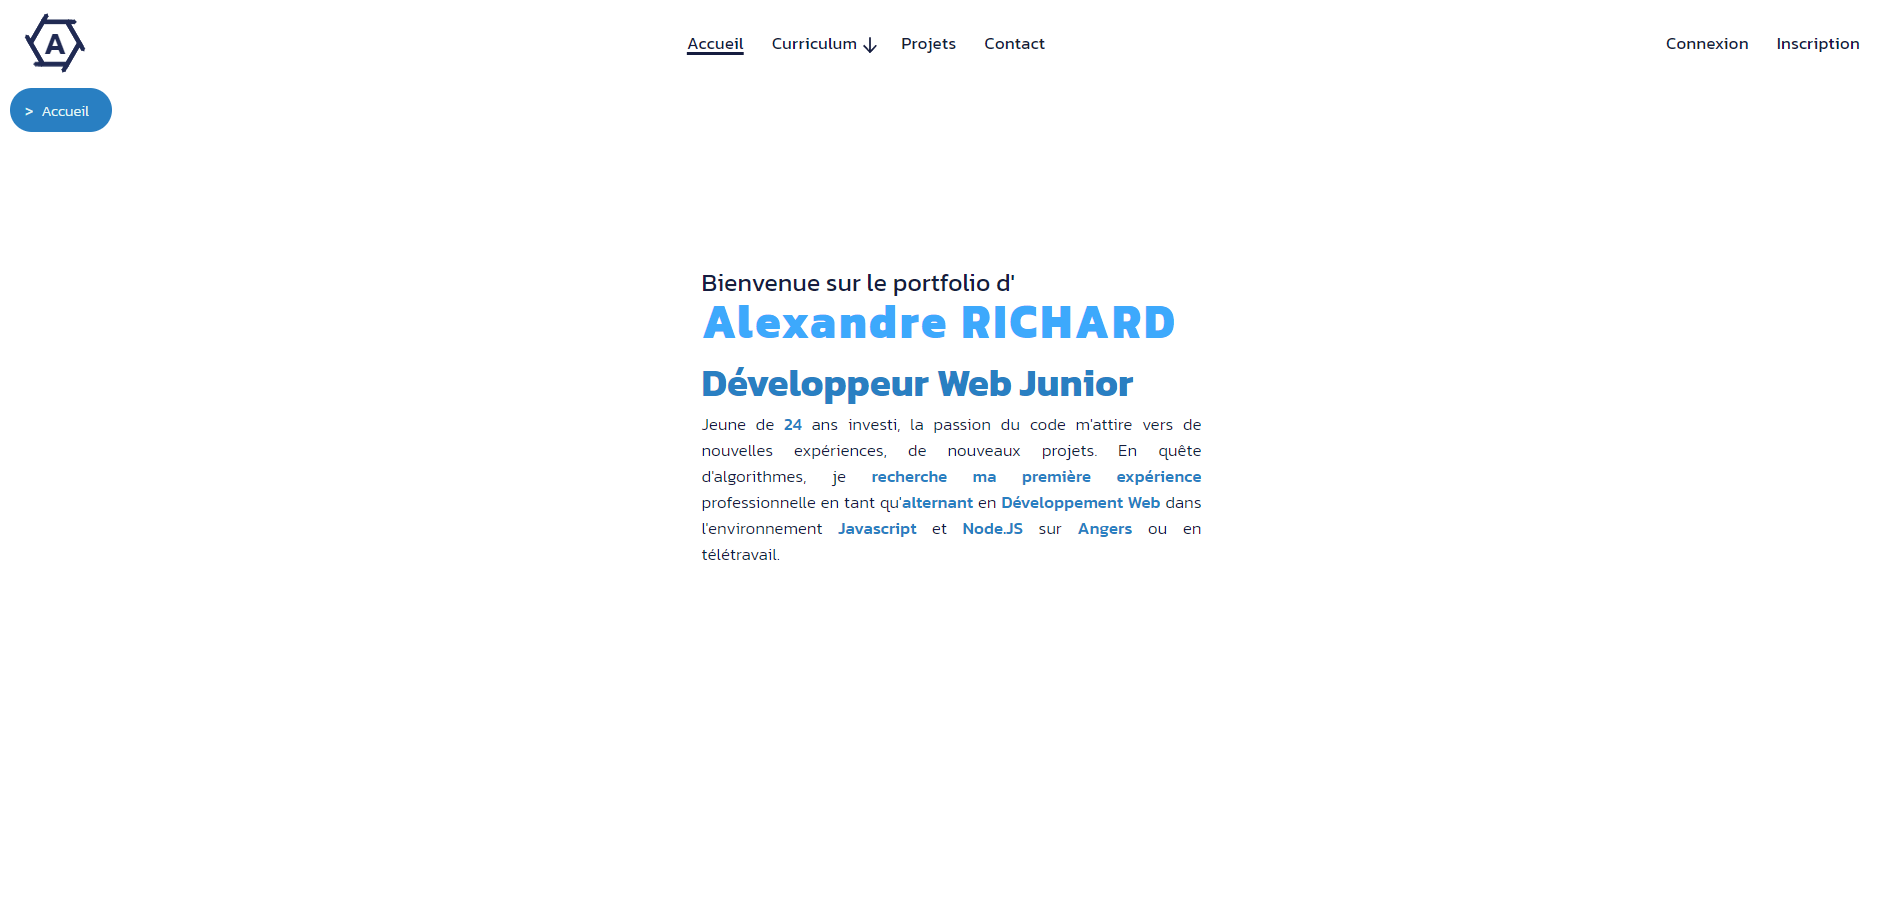 A
Accueil Curriculum ↓ Projets Contact
Connexion Inscription
> Accueil
Bienvenue sur le portfolio d'
Alexandre RICHARD
Développeur Web Junior
Jeune de 24 ans investi, la passion du code m'attire vers de
nouvelles expériences, de nouveaux projets. En quête
d'algorithmes, je recherche ma première expérience
professionnelle en tant qu'alternant en Développement Web dans
l'environnement Javascript et Node.JS sur Angers ou en
télétravail.